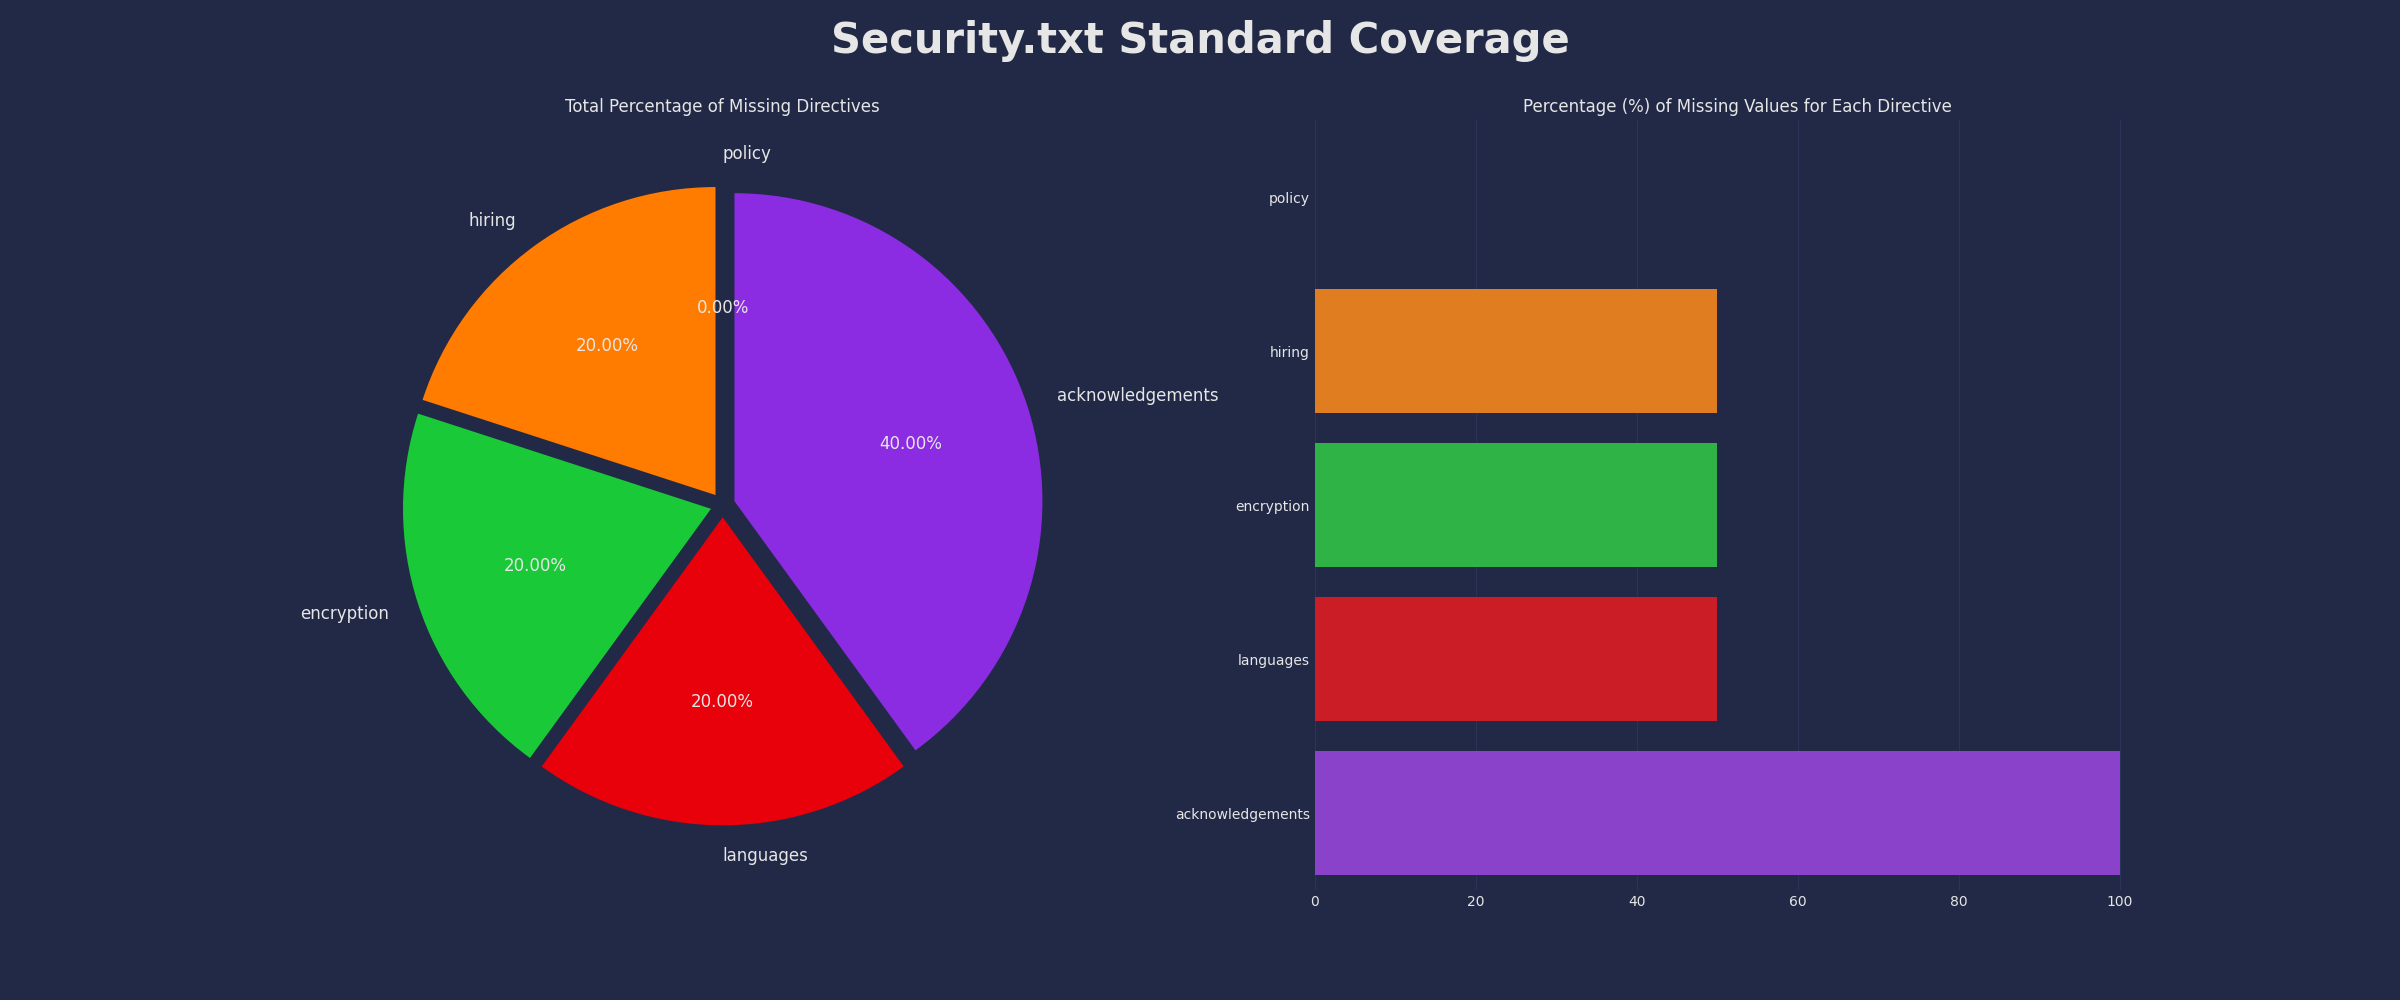 Security.txt Standard Coverage
Total Percentage of Missing Directives
policy
hiring
0.00%
20.00%
acknowledgements
40.00%
20.00%
encryption
20.00%
languages
Percentage (%) of Missing Values for Each Directive
policy
hiring
encryption
languages
acknowledgements
0 20 40 60 80 100